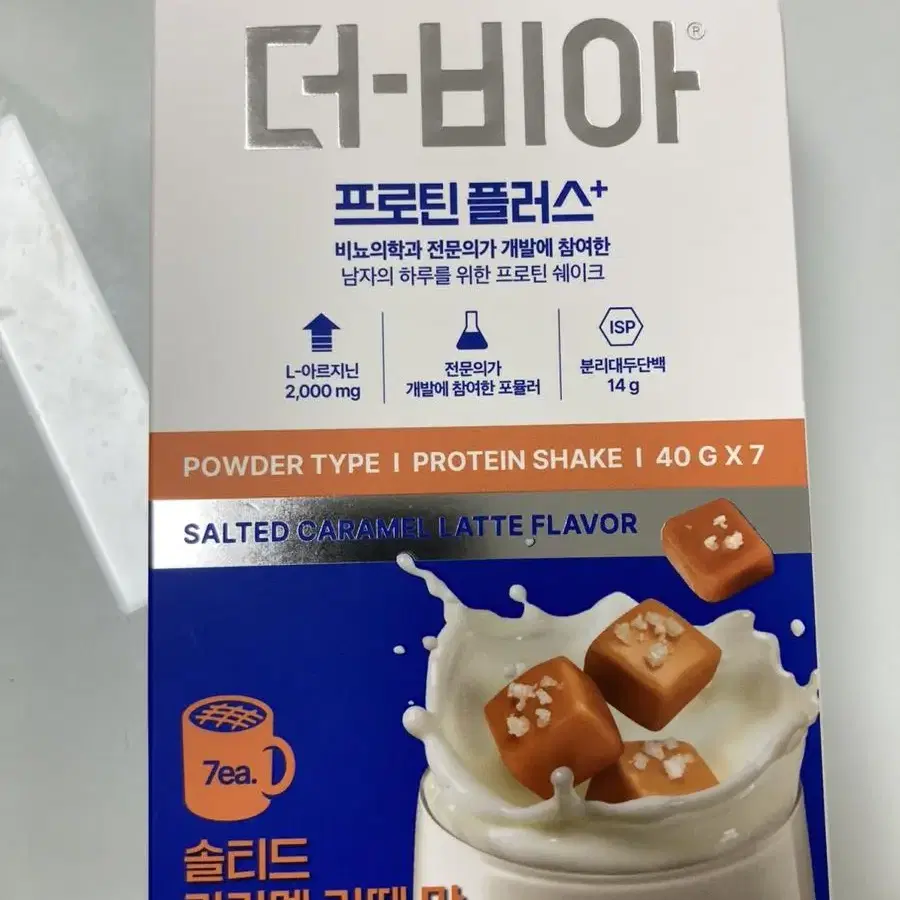 더-비아®
프로틴 플러스+
비뇨의학과 전문의가 개발에 참여한
남자의 하루를 위한 프로틴 쉐이크
L-아르지닌
2,000 mg
전문의가
개발에 참여한 포뮬러
ISP
분리대두단백
14 g
POWDER TYPE I PROTEIN SHAKE I 40 G X 7
SALTED CARAMEL LATTE FLAVOR
7ea.
솔티드